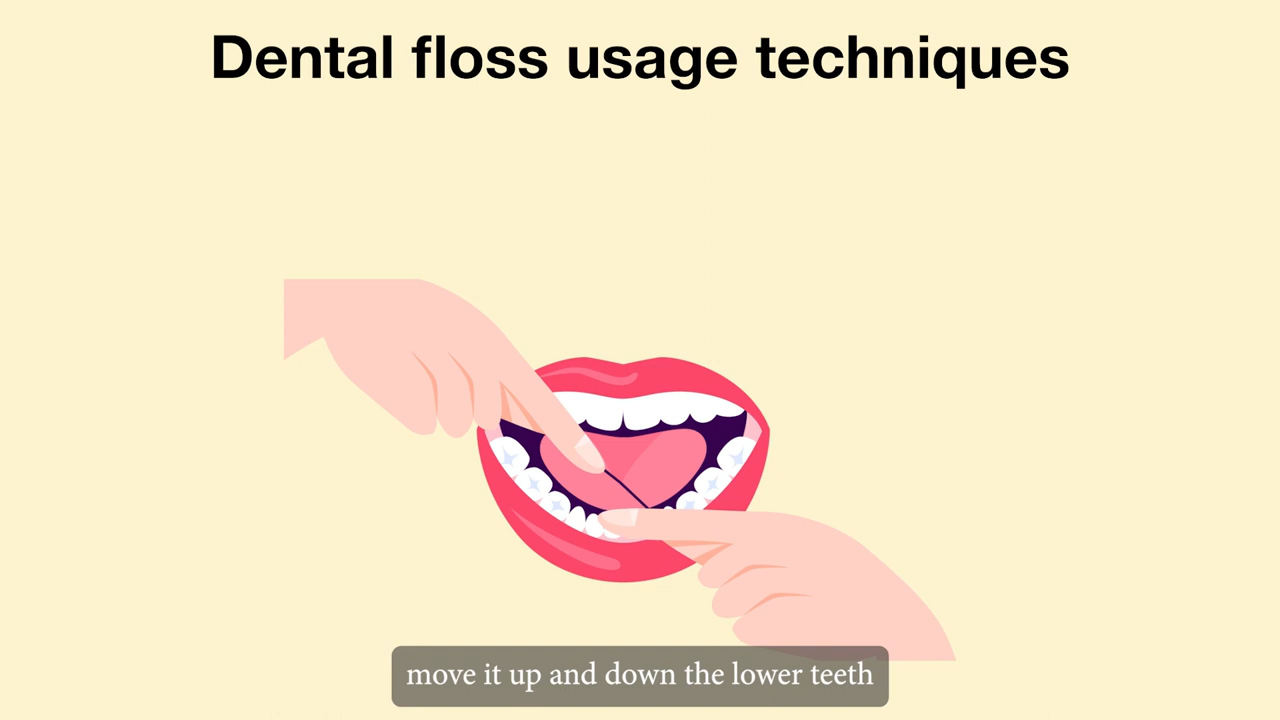 Dental floss usage techniques
move it up and down the lower teeth